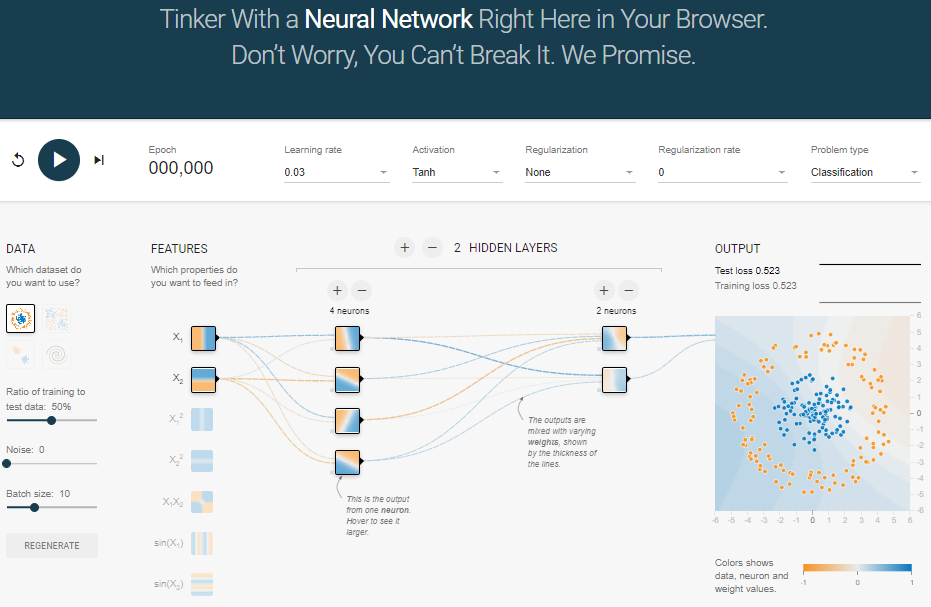 Tinker With a Neural Network Right Here in Your Browser.
Don't Worry, You Can't Break It. We Promise.
Epoch
000,000
Learning rate
0.03
Activation
Tanh
Regularization
None
Regularization rate
0
Problem type
Classification
DATA
Which dataset do
you want to use?
Ratio of training to
test data: 50%
Noise: 0
Batch size: 10
REGENERATE
FEATURES
Which properties do
you want to feed in?
X1
X2
X1²
X2²
X1X2
sin(X1)
sin(X2)
+ − 2 HIDDEN LAYERS
+ −
4 neurons
+ −
2 neurons
This is the output
from one neuron.
Hover to see it
larger.
The outputs are
mixed with varying
weights, shown
by the thickness of
the lines.
OUTPUT
Test loss 0.523
Training loss 0.523
6
5
4
3
2
1
0
-1
-2
-3
-4
-5
-6
-6 -5 -4 -3 -2 -1 0 1 2 3 4 5 6
Colors shows
data, neuron and
weight values.
-1 0 1